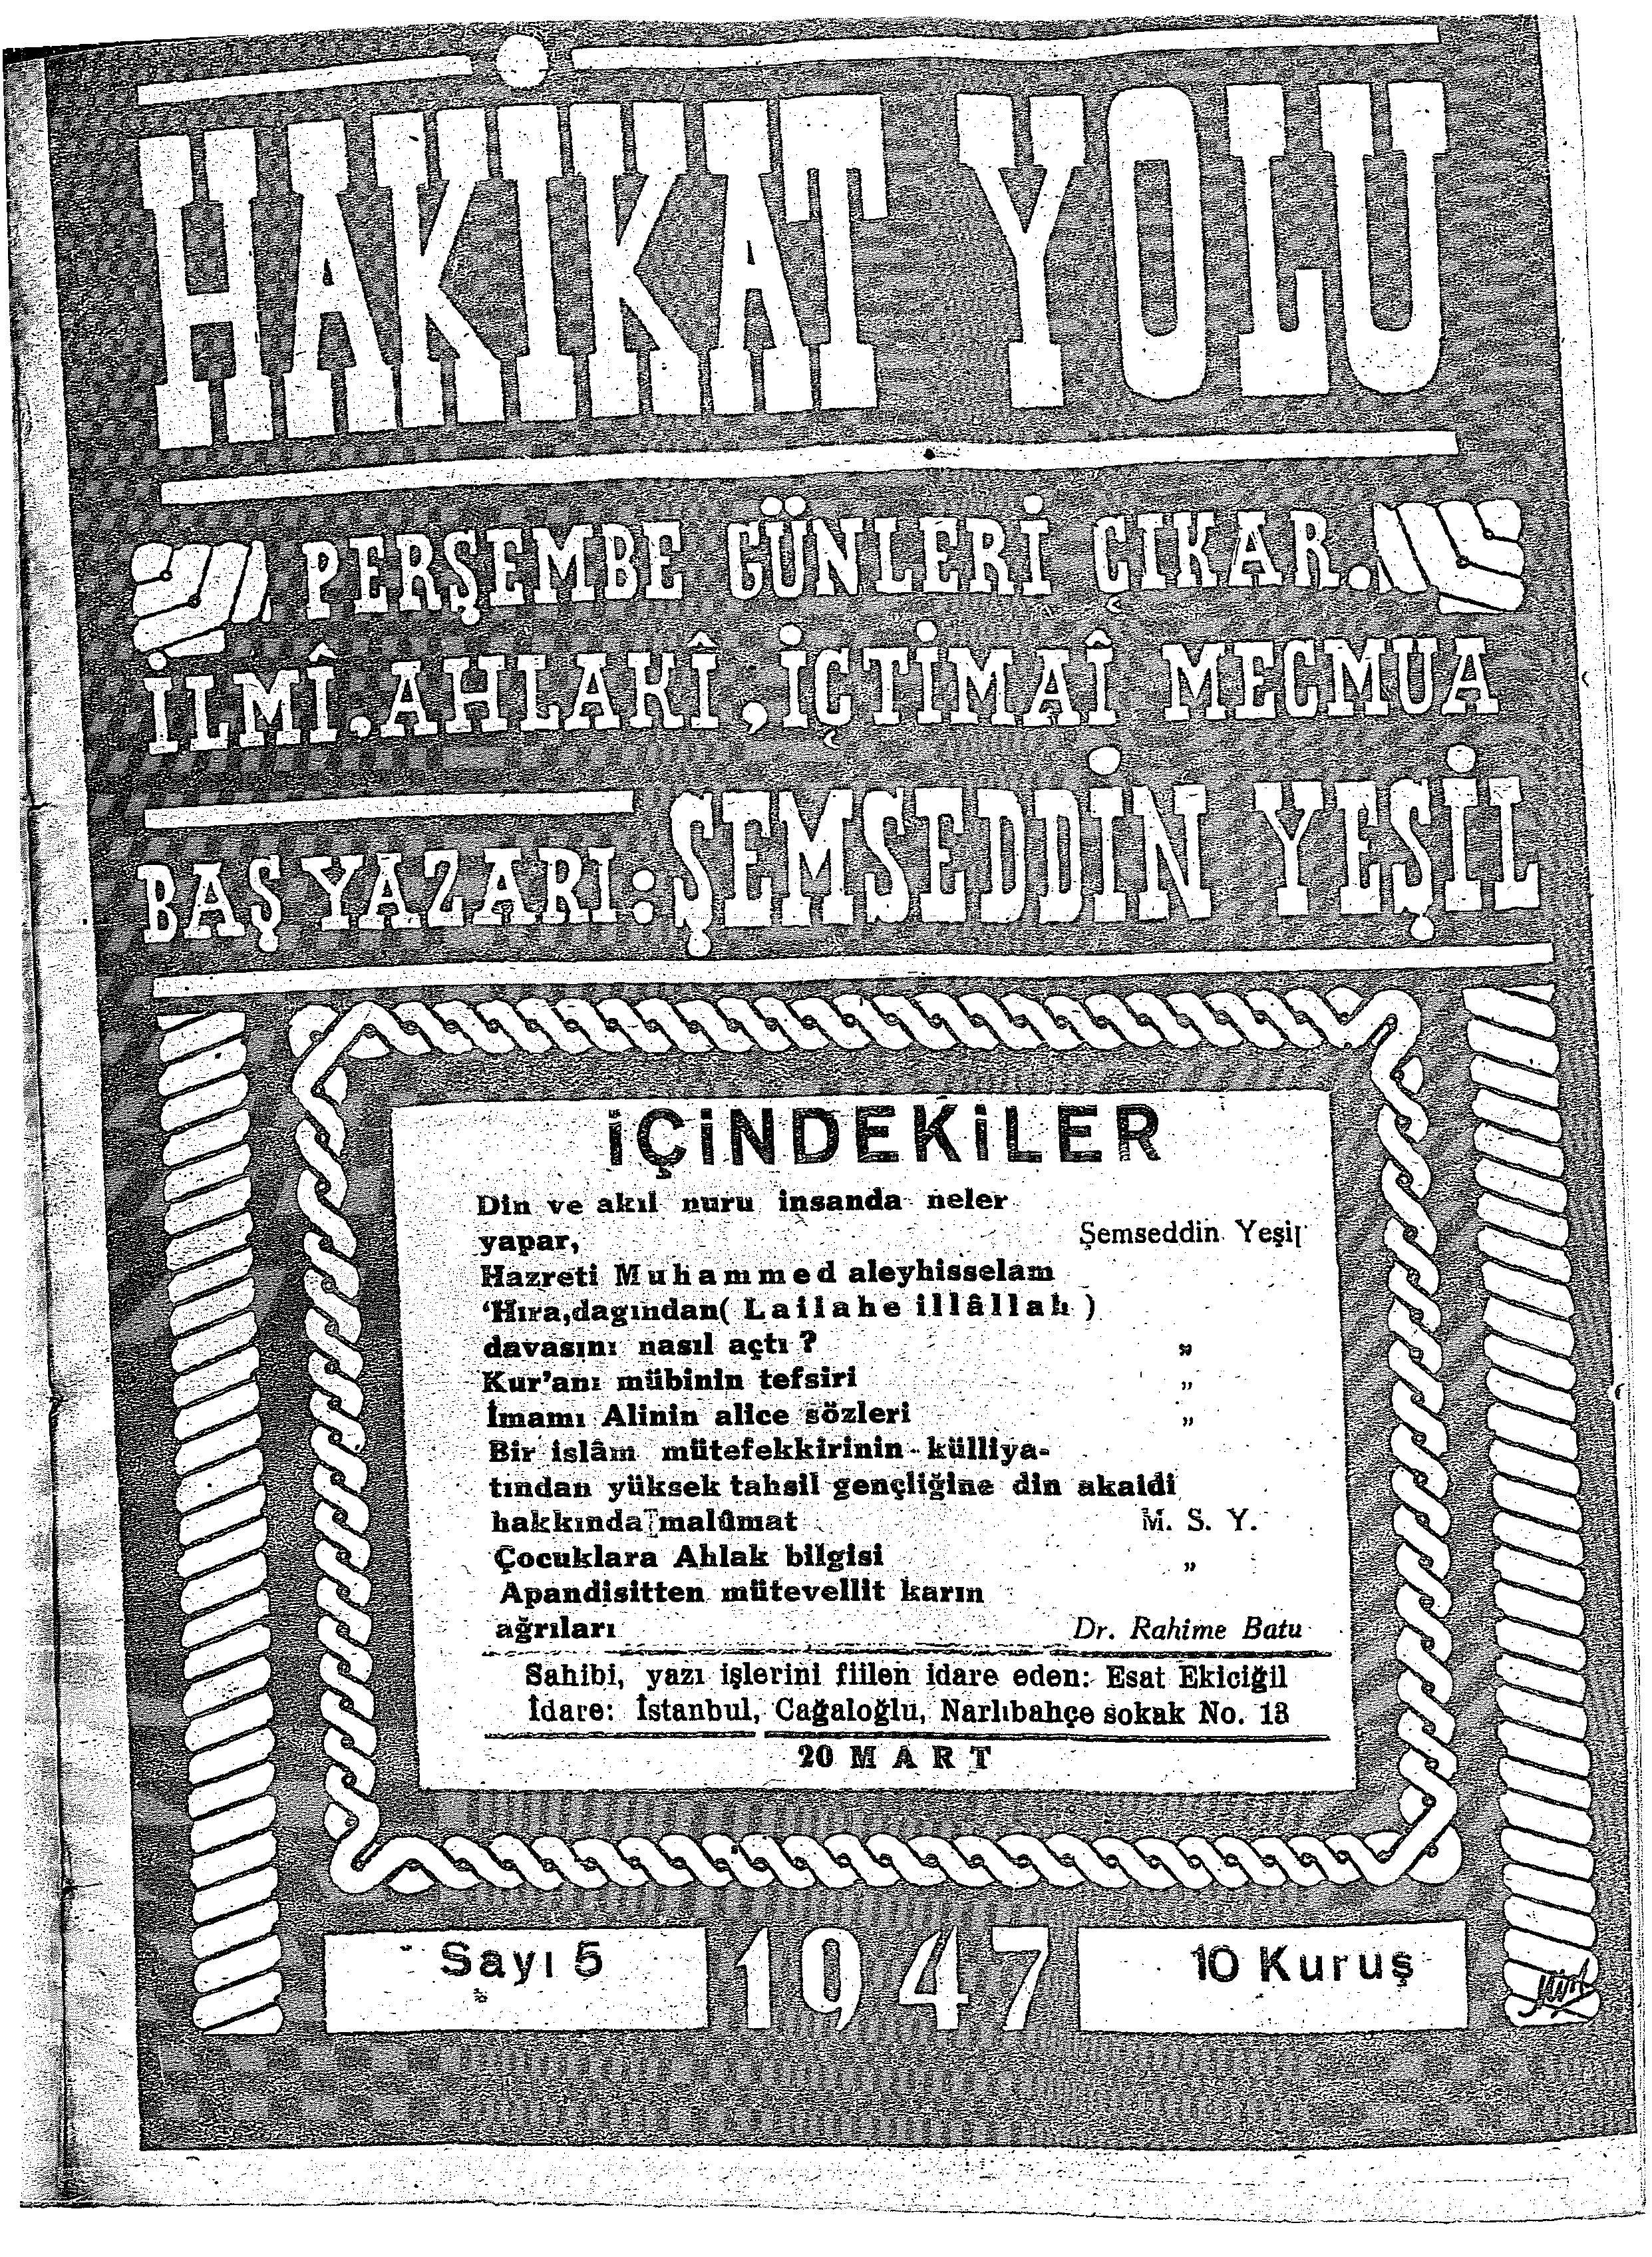 HAKİKAT YOLU
PERŞEMBE GÜNLERİ ÇIKAR.
İLMÎ, AHLAKÎ, İÇTİMAÎ MECMUA
BAŞ YAZARI: ŞEMSEDDİN YEŞİL
İÇİNDEKİLER
Din ve akıl nuru insanda neler
yapar, Şemseddin Yeşil
Hazreti Muhammed aleyhisselam
‘Hıra,dagından( Lailahe illâllah )
davasını nasıl açtı ? „
Kur'anı mübinin tefsiri „
İmamı Alinin alice sözleri „
Bir islâm mütefekkirinin külliya-
tından yüksek tahsil gençliğine din akaidi
hakkında malûmat M. S. Y.
Çocuklara Ahlak bilgisi „
Apandisitten mütevellit karın
ağrıları Dr. Rahime Batu
Sahibi, yazı işlerini fiilen idare eden: Esat Ekiciğil
İdare: İstanbul, Cağaloğlu, Narlıbahçe sokak No. 13
20 MART
Sayı 5 1947 10 Kuruş